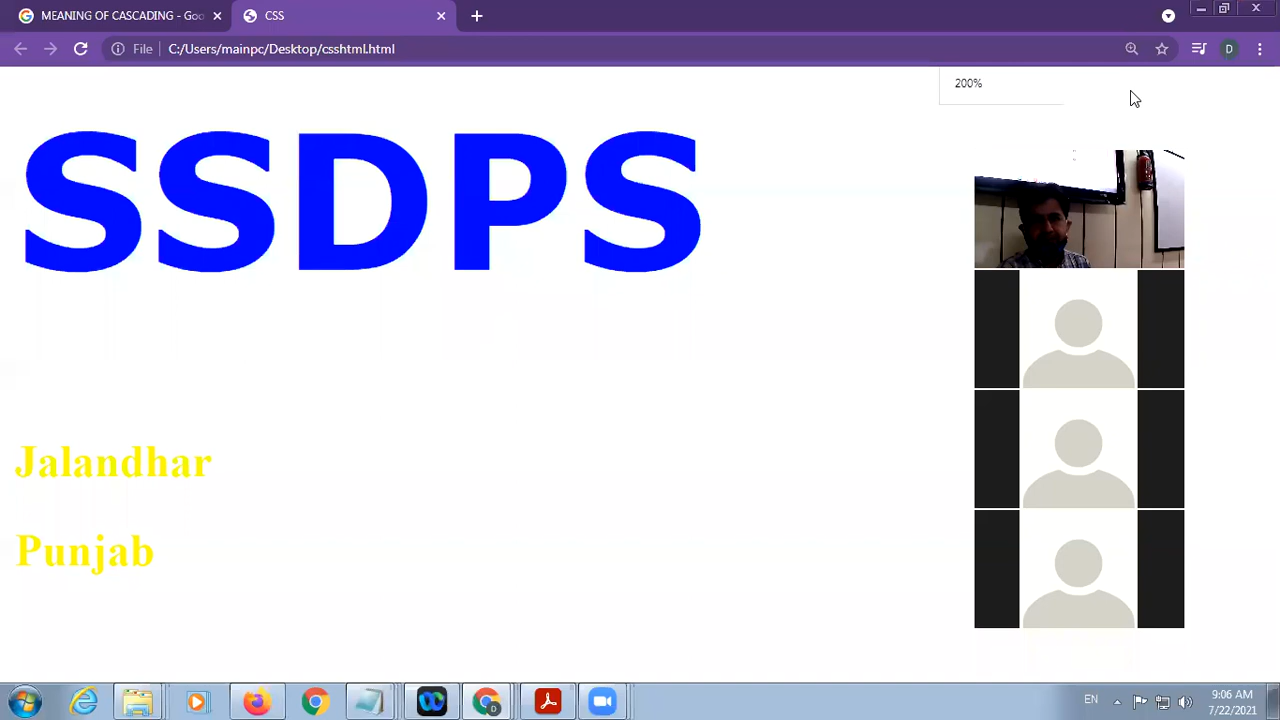 MEANING OF CASCADING - Goo
CSS
File
C:/Users/mainpc/Desktop/csshtml.html
D
200%
SSDPS
Jalandhar
Punjab
D
EN
9:06 AM
7/22/2021